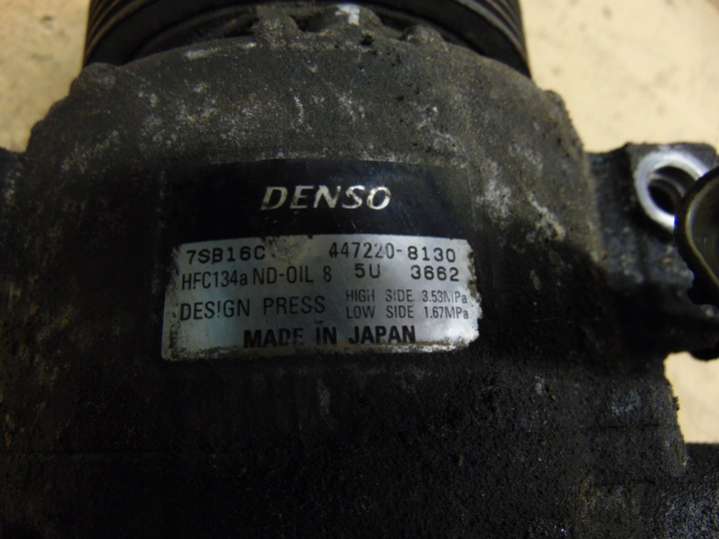 DENSO
7SB16C 447220-8130
HFC134a ND-OIL 8 5U 3662
DESIGN PRESS HIGH SIDE 3.53MPa
LOW SIDE 1.67MPa
MADE IN JAPAN